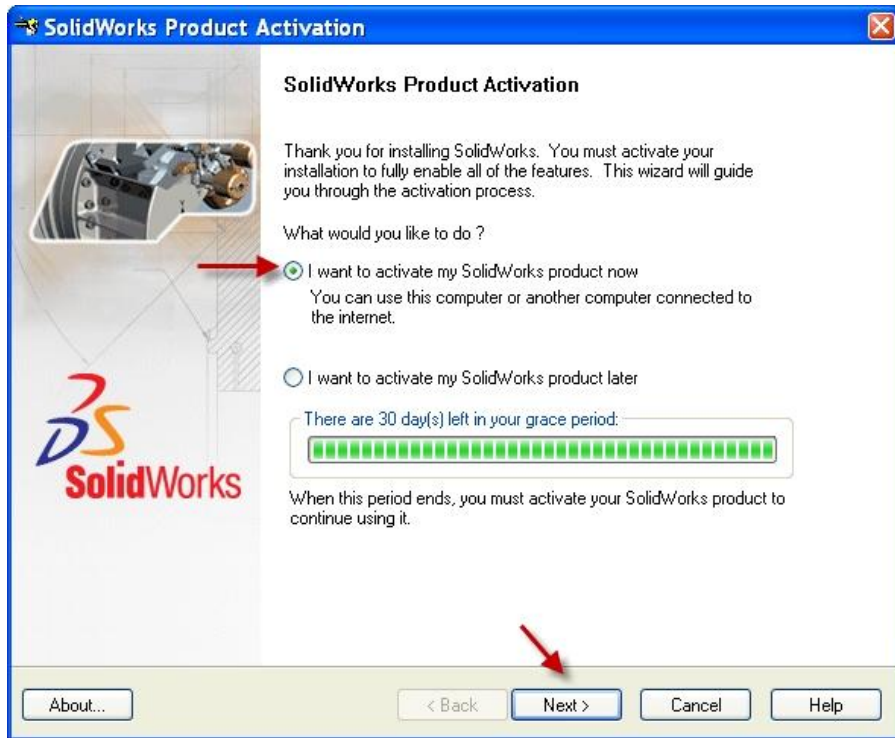 SolidWorks Product Activation
SolidWorks Product Activation
Thank you for installing SolidWorks. You must activate your
installation to fully enable all of the features. This wizard will guide
you through the activation process.
What would you like to do ?
I want to activate my SolidWorks product now
You can use this computer or another computer connected to
the internet.
I want to activate my SolidWorks product later
There are 30 day(s) left in your grace period:
When this period ends, you must activate your SolidWorks product to
continue using it.
DS
SolidWorks
About...
< Back
Next >
Cancel
Help